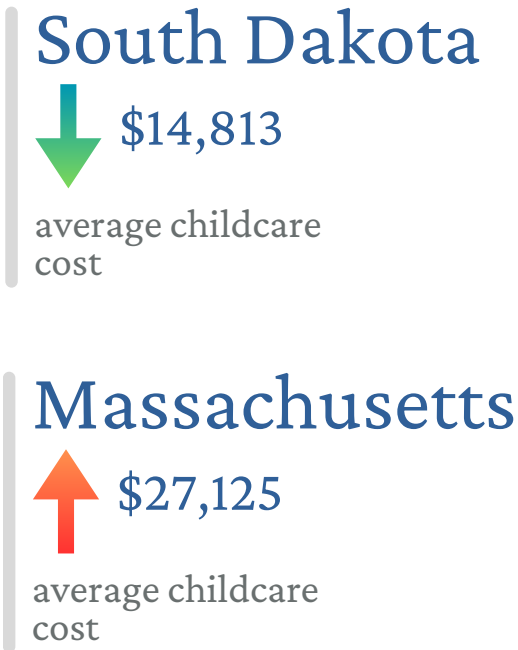 South Dakota
$14,813
average childcare
cost
Massachusetts
$27,125
average childcare
cost